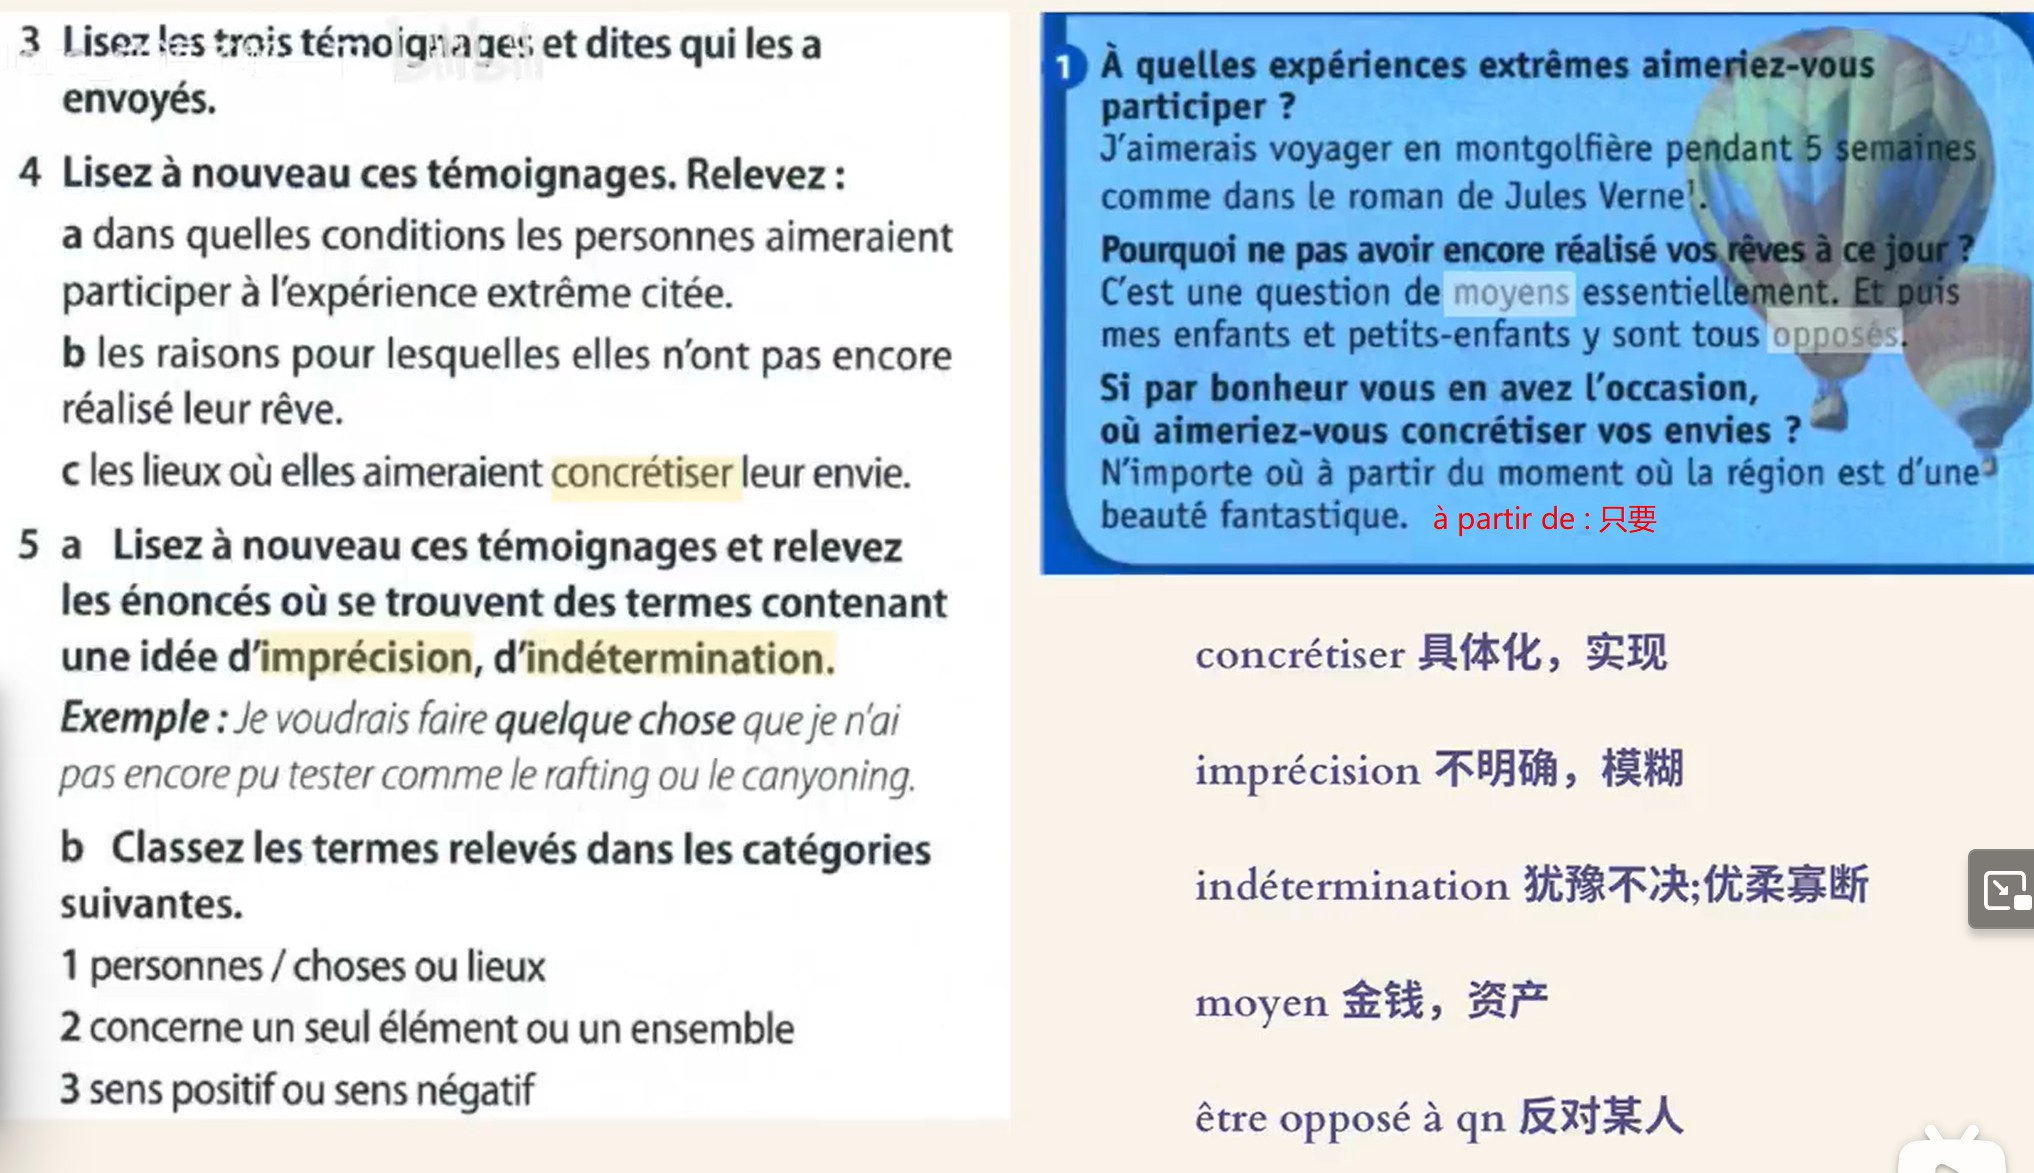 3 Lisez les trois témoignages et dites qui les a
envoyés.
4 Lisez à nouveau ces témoignages. Relevez :
a dans quelles conditions les personnes aimeraient
participer à l'expérience extrême citée.
b les raisons pour lesquelles elles n'ont pas encore
réalisé leur rêve.
c les lieux où elles aimeraient concrétiser leur envie.
5 a Lisez à nouveau ces témoignages et relevez
les énoncés où se trouvent des termes contenant
une idée d'imprécision, d'indétermination.
Exemple : Je voudrais faire quelque chose que je n'ai
pas encore pu tester comme le rafting ou le canyoning.
b Classez les termes relevés dans les catégories
suivantes.
1 personnes / choses ou lieux
2 concerne un seul élément ou un ensemble
3 sens positif ou sens négatif
1 À quelles expériences extrêmes aimeriez-vous
participer ?
J'aimerais voyager en montgolfière pendant 5 semaines
comme dans le roman de Jules Verne¹.
Pourquoi ne pas avoir encore réalisé vos rêves à ce jour ?
C'est une question de moyens essentiellement. Et puis
mes enfants et petits-enfants y sont tous opposés.
Si par bonheur vous en avez l'occasion,
où aimeriez-vous concrétiser vos envies ?
N'importe où à partir du moment où la région est d'une
beauté fantastique. à partir de : 只要
concrétiser 具体化，实现
imprécision 不明确，模糊
indétermination 犹豫不决;优柔寡断
moyen 金钱，资产
être opposé à qn 反对某人